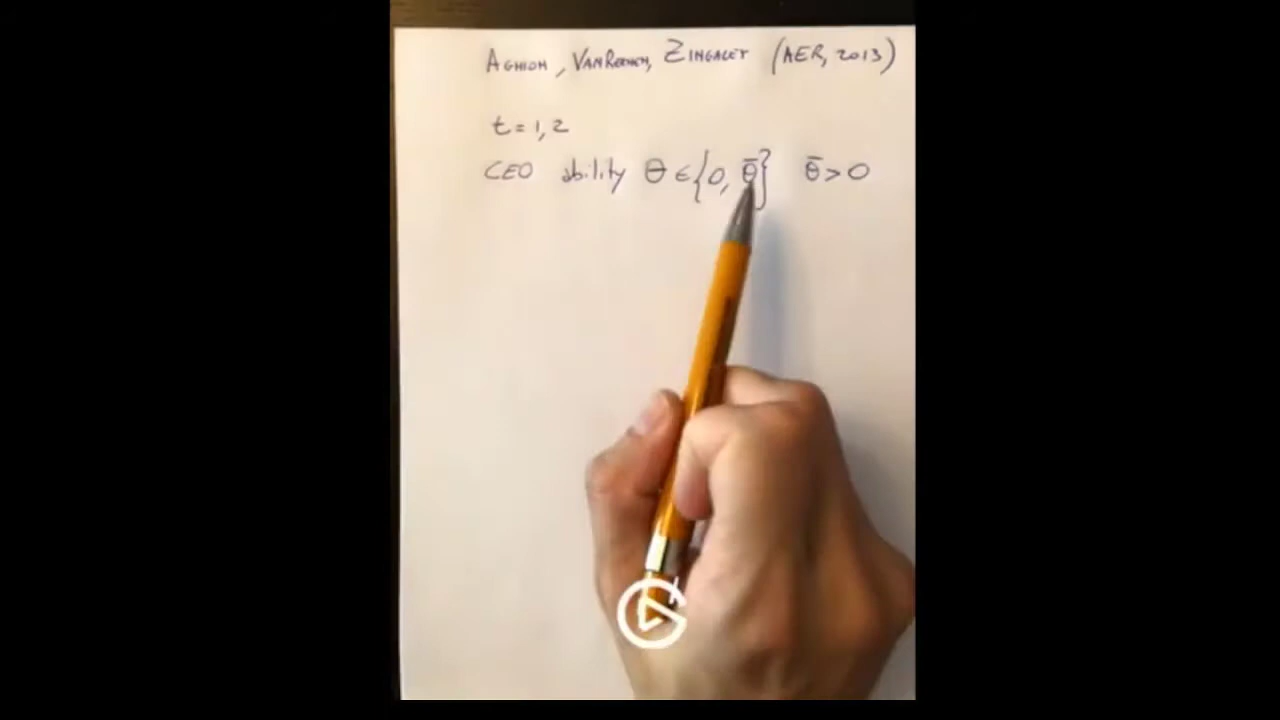 AGHION, VANREENEN, ZINGALES (AER, 2013)
t = 1, 2
CEO ability θ ∈ {0, θ̄} θ̄ > 0